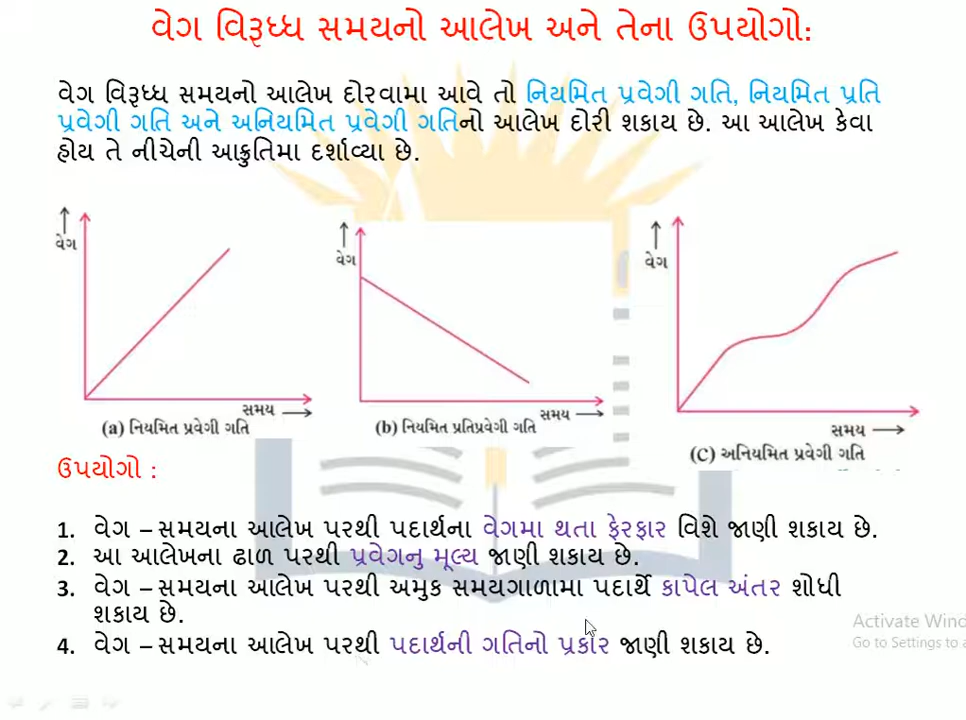 વેગ વિરૂધ્ધ સમયનો આલેખ અને તેના ઉપયોગો:
વેગ વિરૂધ્ધ સમયનો આલેખ દોરવામા આવે તો નિયમિત પ્રવેગી ગતિ, નિયમિત પ્રતિ
પ્રવેગી ગતિ અને અનિયમિત પ્રવેગી ગતિનો આલેખ દોરી શકાય છે. આ આલેખ કેવા
હોય તે નીચેની આકૃતિમા દર્શાવ્યા છે.
વેગ
વેગ
વેગ
સમય
(a) નિયમિત પ્રવેગી ગતિ
સમય
(b) નિયમિત પ્રતિપ્રવેગી ગતિ
સમય
(C) અનિયમિત પ્રવેગી ગતિ
ઉપયોગો :
1. વેગ – સમયના આલેખ પરથી પદાર્થના વેગમા થતા ફેરફાર વિશે જાણી શકાય છે.
2. આ આલેખના ઢાળ પરથી પ્રવેગનુ મૂલ્ય જાણી શકાય છે.
3. વેગ – સમયના આલેખ પરથી અમુક સમયગાળામા પદાર્થે કાપેલ અંતર શોધી
શકાય છે.
4. વેગ – સમયના આલેખ પરથી પદાર્થની ગતિનો પ્રકાર જાણી શકાય છે.
Activate Wind
Go to Settings to a